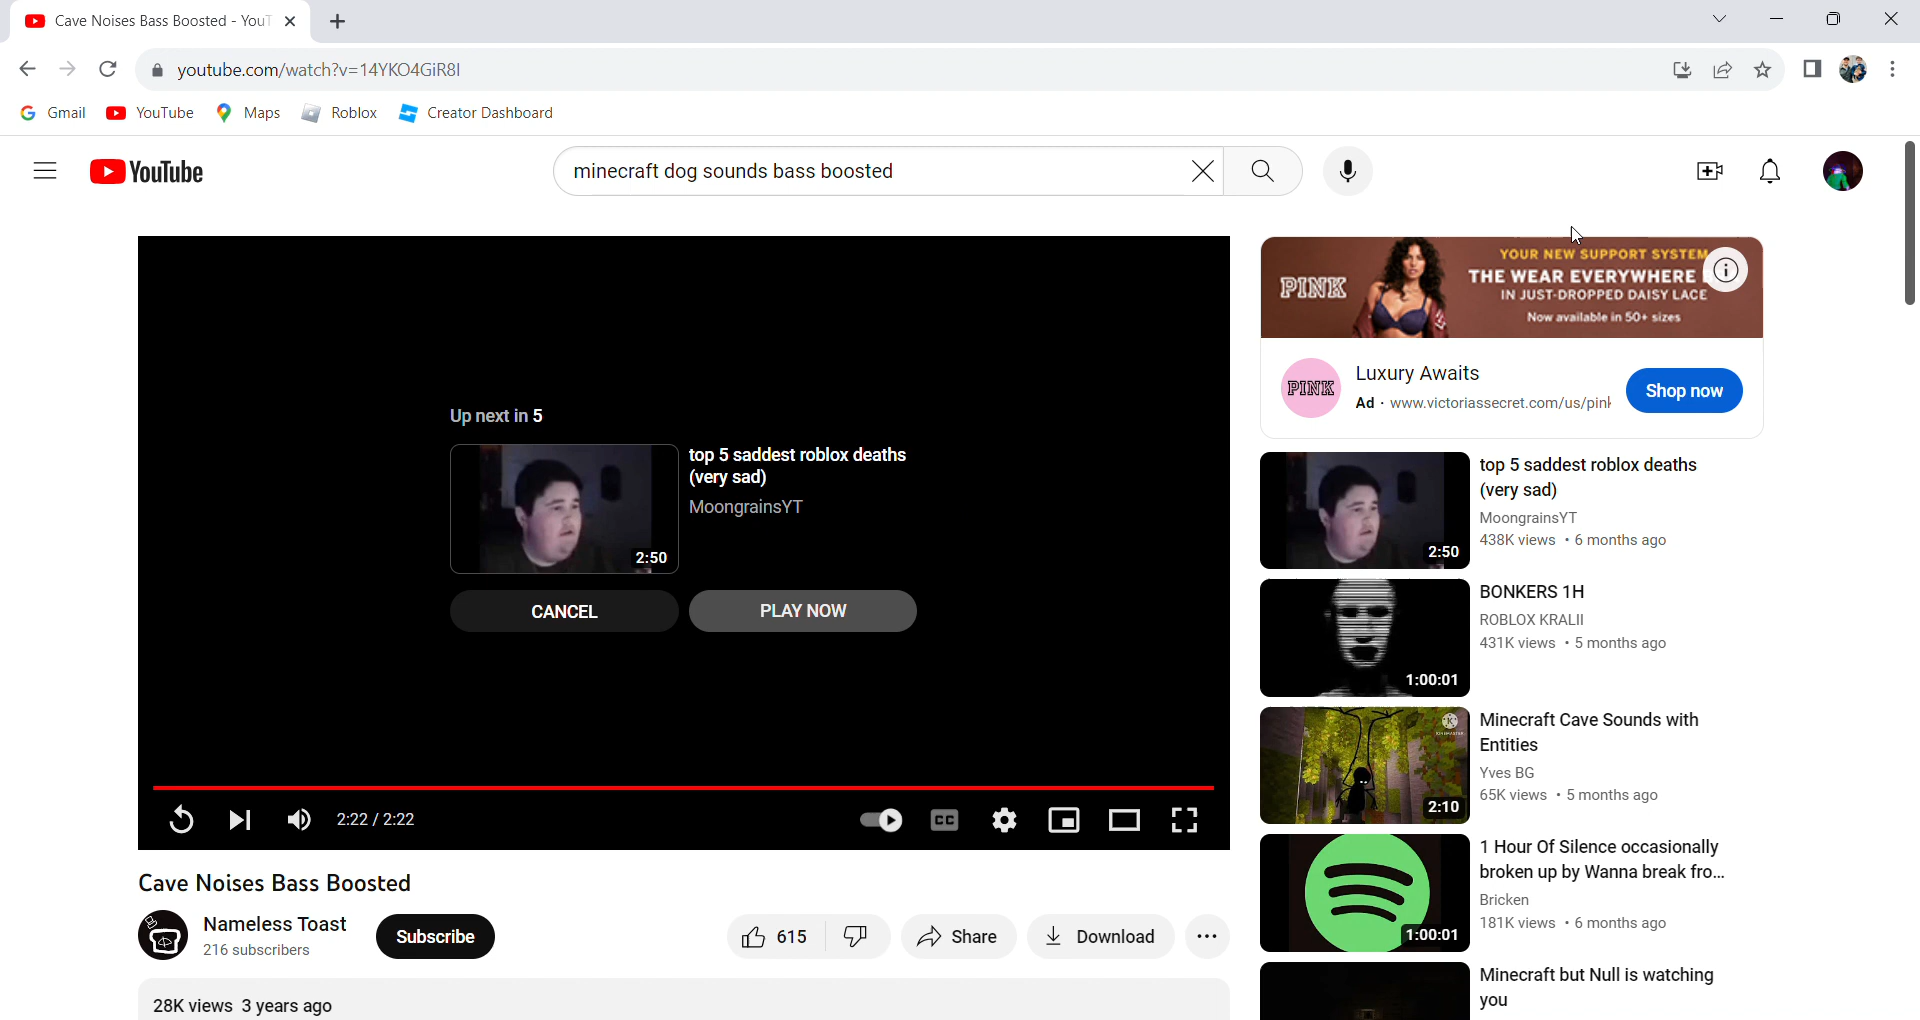 Cave Noises Bass Boosted - YouT
youtube.com/watch?v=14YKO4GiR8I
Gmail YouTube Maps Roblox Creator Dashboard
YouTube
minecraft dog sounds bass boosted
Up next in 5
2:50
top 5 saddest roblox deaths
(very sad)
MoongrainsYT
CANCEL PLAY NOW
2:22 / 2:22
CC
Cave Noises Bass Boosted
Nameless Toast
216 subscribers
Subscribe
615
Share
Download
28K views 3 years ago
PINK
YOUR NEW SUPPORT SYSTEM
THE WEAR EVERYWHERE
IN JUST-DROPPED DAISY LACE
Now available in 50+ sizes
PINK
Luxury Awaits
Ad · www.victoriassecret.com/us/pink
Shop now
2:50
top 5 saddest roblox deaths
(very sad)
MoongrainsYT
438K views • 6 months ago
1:00:01
BONKERS 1H
ROBLOX KRALII
431K views • 5 months ago
2:10
Minecraft Cave Sounds with
Entities
Yves BG
65K views • 5 months ago
1:00:01
1 Hour Of Silence occasionally
broken up by Wanna break fro...
Bricken
181K views • 6 months ago
Minecraft but Null is watching
you